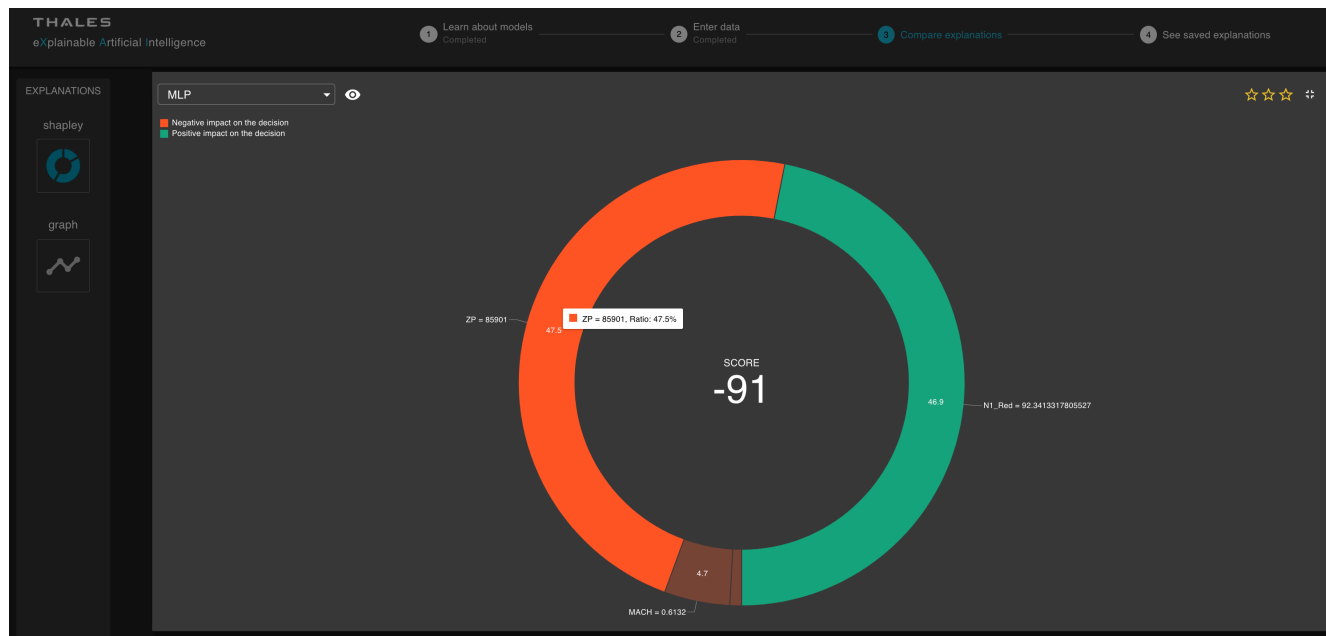 THALES
eXplainable Artificial Intelligence
1 Learn about models
Completed
2 Enter data
Completed
3 Compare explanations
4 See saved explanations
EXPLANATIONS
shapley
graph
MLP
Negative impact on the decision
Positive impact on the decision
ZP = 85901
47.5
ZP = 85901, Ratio: 47.5%
SCORE
-91
46.9
N1_Red = 92.3413317805527
4.7
MACH = 0.6132